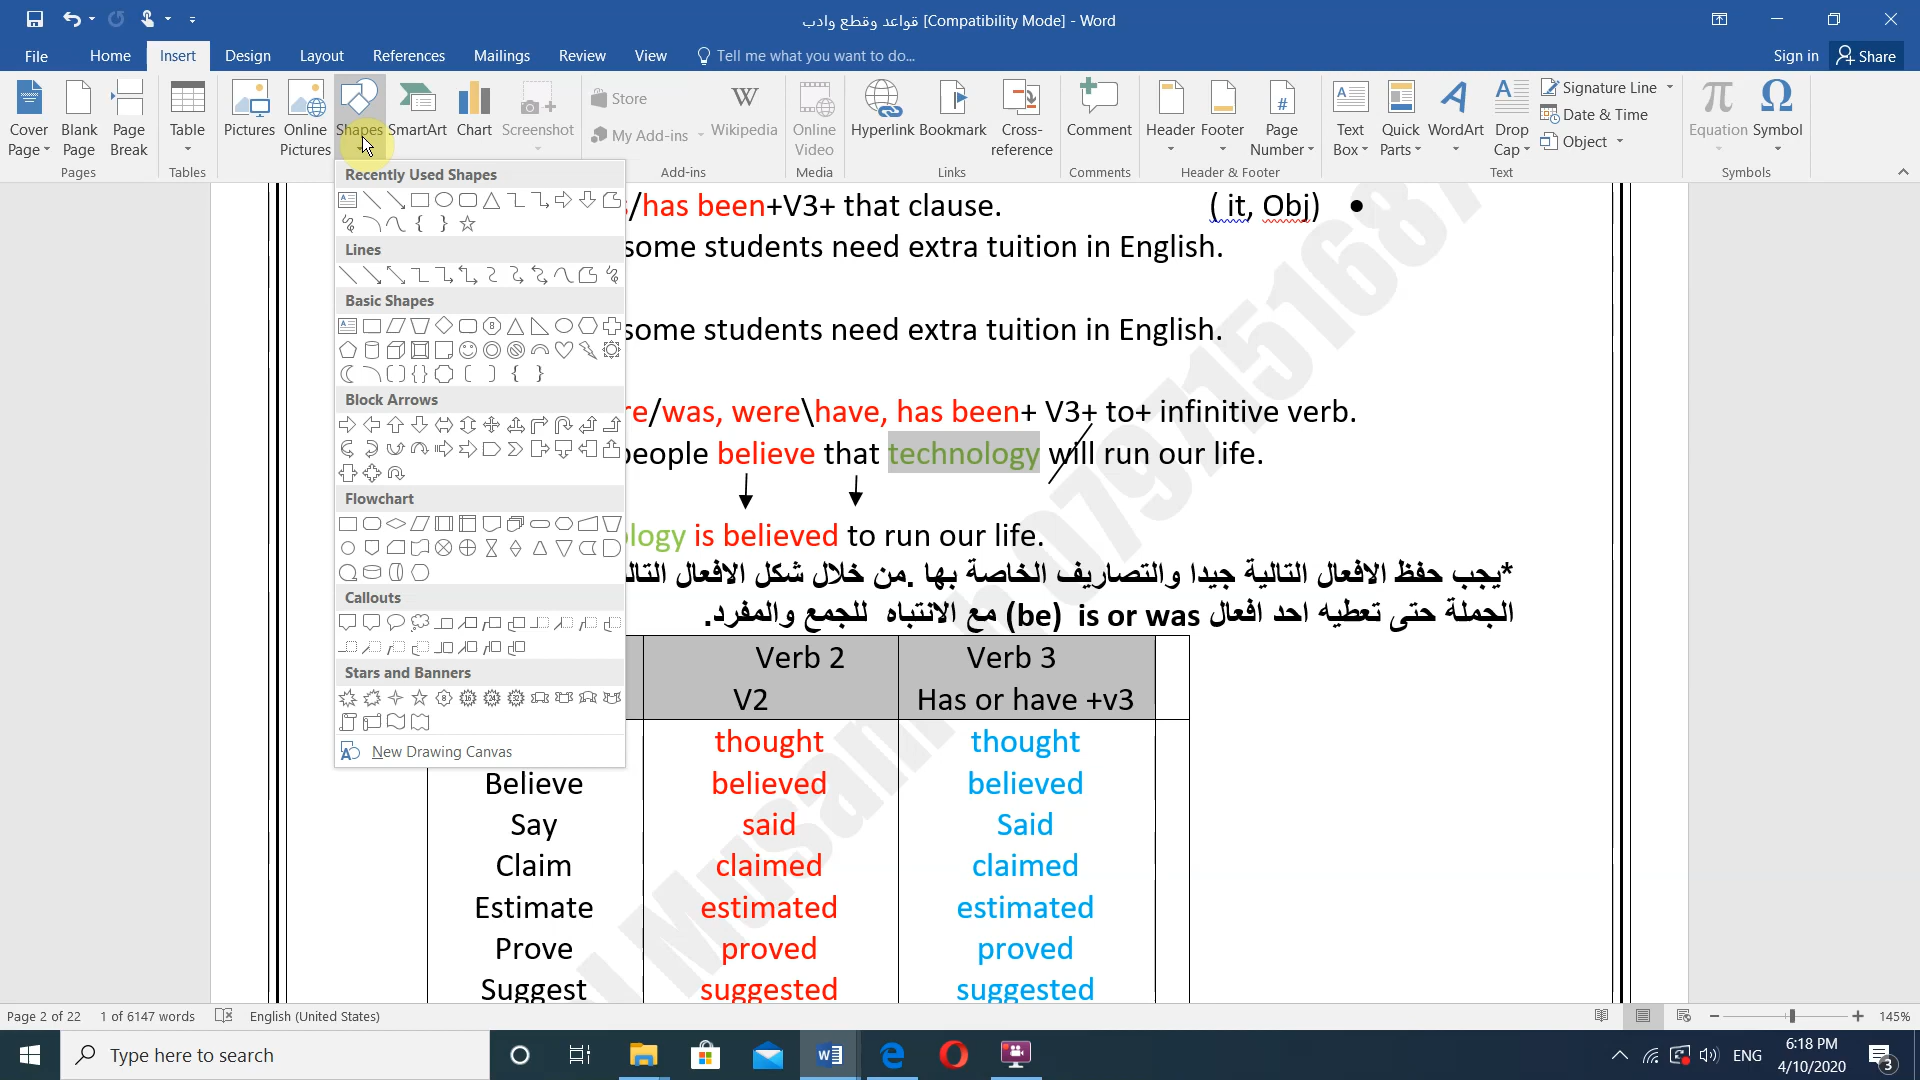 قواعد وقطع وادب [Compatibility Mode] - Word
File Home Insert Design Layout References Mailings Review View Tell me what you want to do... Sign in Share
Cover Page Blank Page Page Break Table Pictures Online Pictures Shapes SmartArt Chart Screenshot Store My Add-ins Wikipedia Online Video Hyperlink Bookmark Cross-reference Comment Header Footer Page Number Text Box Quick Parts WordArt Drop Cap Signature Line Date & Time Object Equation Symbol
Pages Tables Add-ins Media Links Comments Header & Footer Text Symbols
Recently Used Shapes
Lines
Basic Shapes
Block Arrows
Flowchart
Callouts
Stars and Banners
New Drawing Canvas
/has been+V3+ that clause. ( it, Obj) •
some students need extra tuition in English.
some students need extra tuition in English.
re/was, were\have, has been+ V3+ to+ infinitive verb.
people believe that technology will run our life.
logy is believed to run our life.
*يجب حفظ الافعال التالية جيدا والتصاريف الخاصة بها .من خلال شكل الافعال التال
الجملة حتى تعطيه احد افعال is or was (be) مع الانتباه للجمع والمفرد.
Verb 2 Verb 3
V2 Has or have +v3
thought thought
Believe believed believed
Say said Said
Claim claimed claimed
Estimate estimated estimated
Prove proved proved
Suggest suggested suggested
Page 2 of 22 1 of 6147 words English (United States) 145%
Type here to search ENG 6:18 PM
4/10/2020 3